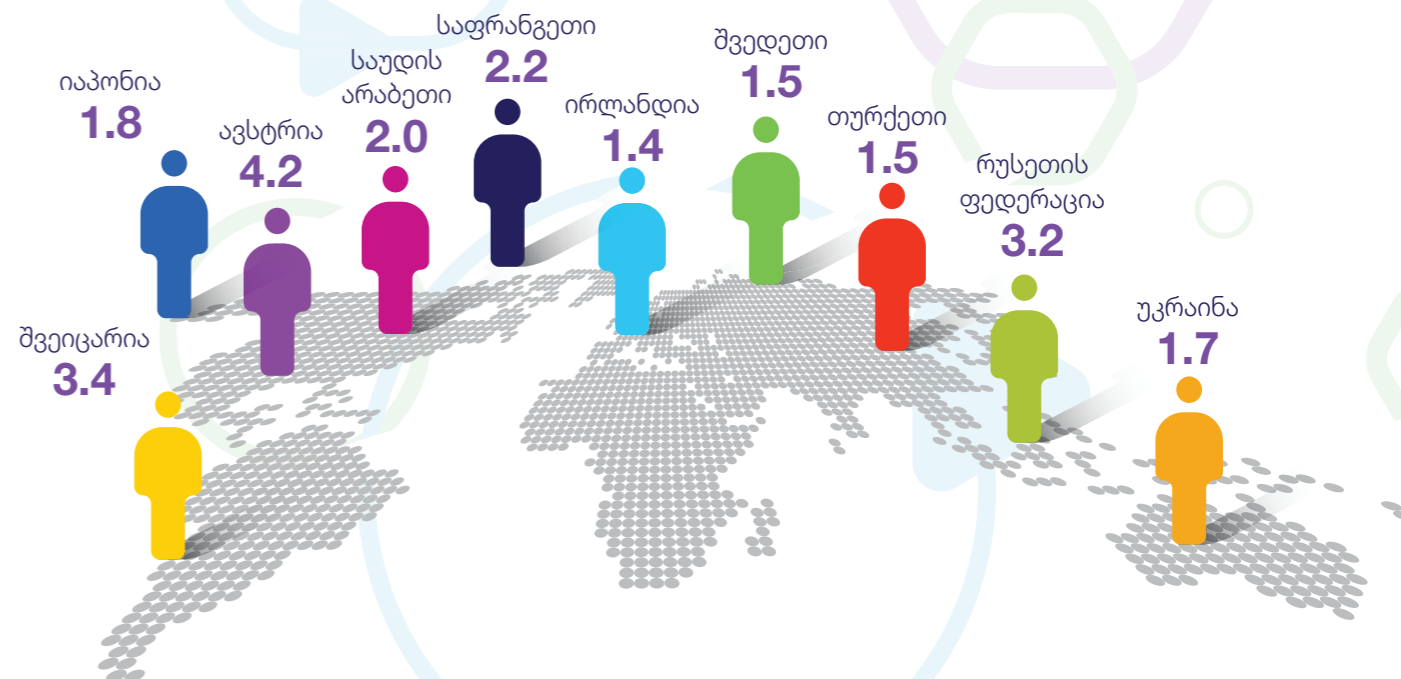 იაპონია
1.8
ავსტრია
4.2
საუდის
არაბეთი
2.0
საფრანგეთი
2.2
ირლანდია
1.4
შვედეთი
1.5
თურქეთი
1.5
რუსეთის
ფედერაცია
3.2
შვეიცარია
3.4
უკრაინა
1.7